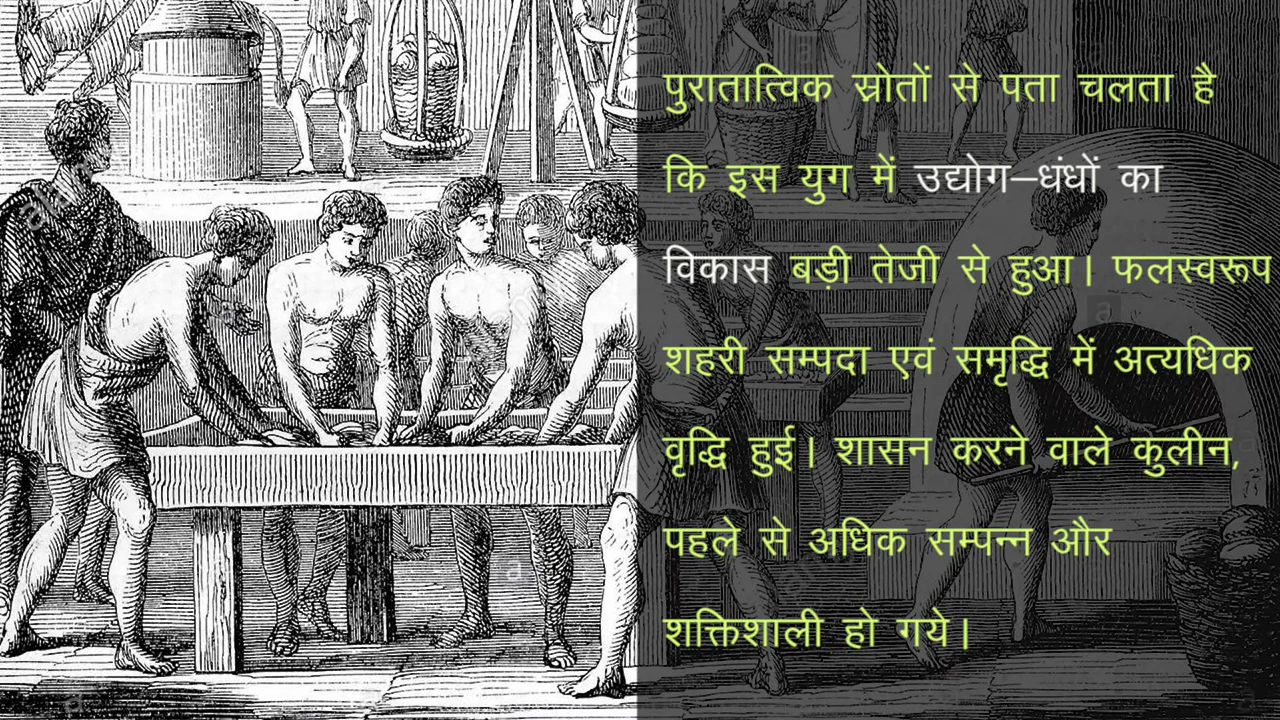 पुरातात्विक स्रोतों से पता चलता है
कि इस युग में उद्योग–धंधों का
विकास बड़ी तेजी से हुआ। फलस्वरूप
शहरी सम्पदा एवं समृद्धि में अत्यधिक
वृद्धि हुई। शासन करने वाले कुलीन,
पहले से अधिक सम्पन्न और
शक्तिशाली हो गये।